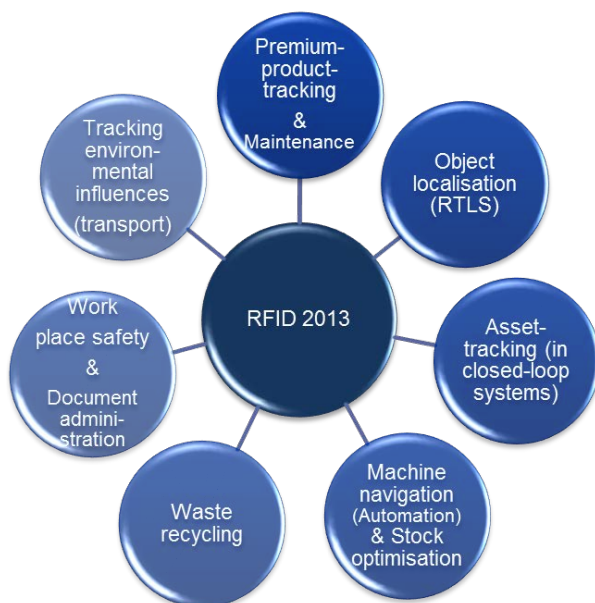 Premium-
product-
tracking
&
Maintenance
Object
localisation
(RTLS)
Asset-
tracking (in
closed-loop
systems)
Machine
navigation
(Automation)
& Stock
optimisation
Waste
recycling
Work
place safety
&
Document
admini-
stration
Tracking
environ-
mental
influences
(transport)
RFID 2013